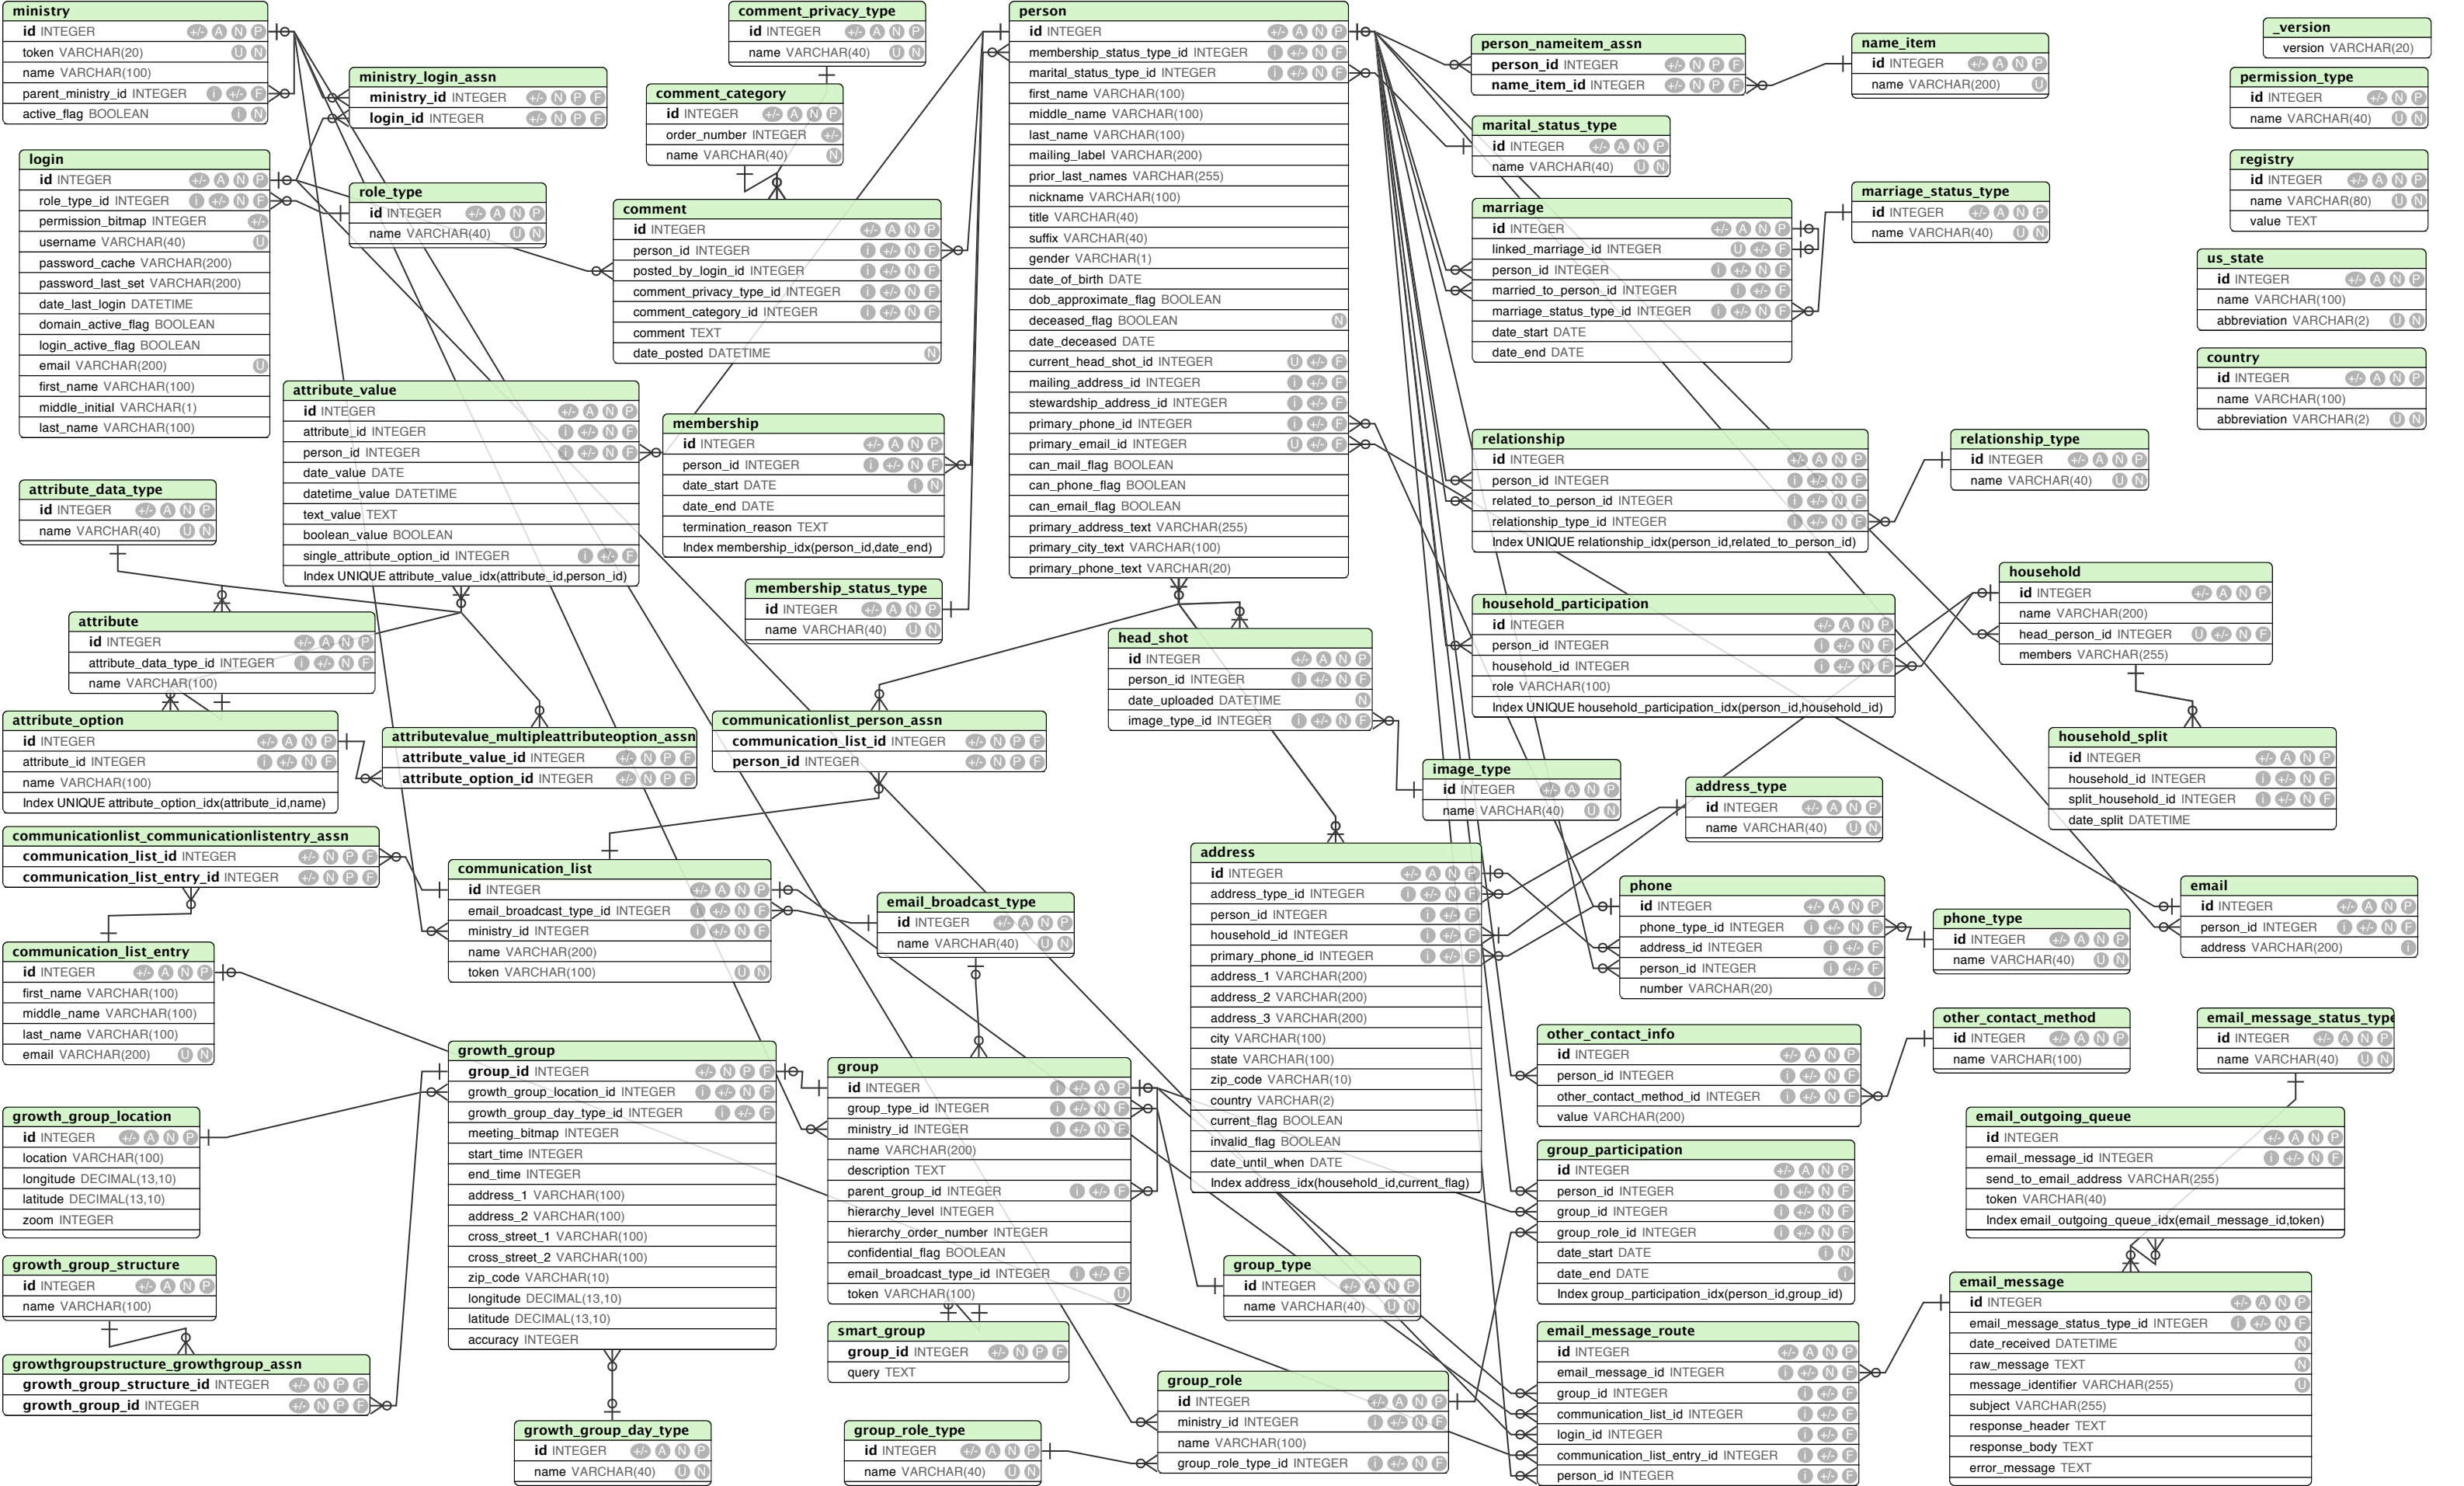 ministry
id INTEGER +/- A N P
token VARCHAR(20) U N
name VARCHAR(100)
parent_ministry_id INTEGER i +/- F
active_flag BOOLEAN i N
ministry_login_assn
ministry_id INTEGER +/- N P F
login_id INTEGER +/- N P F
login
id INTEGER +/- A N P
role_type_id INTEGER i +/- N F
permission_bitmap INTEGER +/-
username VARCHAR(40) U
password_cache VARCHAR(200)
password_last_set VARCHAR(200)
date_last_login DATETIME
domain_active_flag BOOLEAN
login_active_flag BOOLEAN
email VARCHAR(200) U
first_name VARCHAR(100)
middle_initial VARCHAR(1)
last_name VARCHAR(100)
role_type
id INTEGER +/- A N P
name VARCHAR(40) U N
comment_privacy_type
id INTEGER +/- A N P
name VARCHAR(40) U N
comment_category
id INTEGER +/- A N P
order_number INTEGER +/-
name VARCHAR(40) N
comment
id INTEGER +/- A N P
person_id INTEGER i +/- N F
posted_by_login_id INTEGER i +/- N F
comment_privacy_type_id INTEGER i +/- N F
comment_category_id INTEGER i +/- N F
comment TEXT
date_posted DATETIME N
person
id INTEGER +/- A N P
membership_status_type_id INTEGER i +/- N F
marital_status_type_id INTEGER i +/- N F
first_name VARCHAR(100)
middle_name VARCHAR(100)
last_name VARCHAR(100)
mailing_label VARCHAR(200)
prior_last_names VARCHAR(255)
nickname VARCHAR(100)
title VARCHAR(40)
suffix VARCHAR(40)
gender VARCHAR(1)
date_of_birth DATE
dob_approximate_flag BOOLEAN
deceased_flag BOOLEAN N
date_deceased DATE
current_head_shot_id INTEGER U +/- F
mailing_address_id INTEGER i +/- F
stewardship_address_id INTEGER i +/- F
primary_phone_id INTEGER i +/- F
primary_email_id INTEGER U +/- F
can_mail_flag BOOLEAN
can_phone_flag BOOLEAN
can_email_flag BOOLEAN
primary_address_text VARCHAR(255)
primary_city_text VARCHAR(100)
primary_phone_text VARCHAR(20)
person_nameitem_assn
person_id INTEGER +/- N P F
name_item_id INTEGER +/- N P F
name_item
id INTEGER +/- A N P
name VARCHAR(200) U
marital_status_type
id INTEGER +/- A N P
name VARCHAR(40) U N
marriage
id INTEGER +/- A N P
linked_marriage_id INTEGER U +/- F
person_id INTEGER i +/- N F
married_to_person_id INTEGER i +/- F
marriage_status_type_id INTEGER i +/- N F
date_start DATE
date_end DATE
marriage_status_type
id INTEGER +/- A N P
name VARCHAR(40) U N
_version
version VARCHAR(20)
permission_type
id INTEGER +/- N P
name VARCHAR(40) U N
registry
id INTEGER +/- A N P
name VARCHAR(80) U N
value TEXT
us_state
id INTEGER +/- A N P
name VARCHAR(100)
abbreviation VARCHAR(2) U N
country
id INTEGER +/- A N P
name VARCHAR(100)
abbreviation VARCHAR(2) U N
attribute_value
id INTEGER +/- A N P
attribute_id INTEGER i +/- N F
person_id INTEGER i +/- N F
date_value DATE
datetime_value DATETIME
text_value TEXT
boolean_value BOOLEAN
single_attribute_option_id INTEGER i +/- F
Index UNIQUE attribute_value_idx(attribute_id,person_id)
membership
id INTEGER +/- A N P
person_id INTEGER i +/- N F
date_start DATE i N
date_end DATE
termination_reason TEXT
Index membership_idx(person_id,date_end)
membership_status_type
id INTEGER +/- A N P
name VARCHAR(40) U N
relationship
id INTEGER +/- A N P
person_id INTEGER i +/- N F
related_to_person_id INTEGER i +/- N F
relationship_type_id INTEGER i +/- N F
Index UNIQUE relationship_idx(person_id,related_to_person_id)
relationship_type
id INTEGER +/- A N P
name VARCHAR(40) U N
attribute_data_type
id INTEGER +/- A N P
name VARCHAR(40) U N
attribute
id INTEGER +/- A N P
attribute_data_type_id INTEGER i +/- N F
name VARCHAR(100)
attribute_option
id INTEGER +/- A N P
attribute_id INTEGER i +/- N F
name VARCHAR(100)
Index UNIQUE attribute_option_idx(attribute_id,name)
attributevalue_multipleattributeoption_assn
attribute_value_id INTEGER +/- N P F
attribute_option_id INTEGER +/- N P F
communicationlist_person_assn
communication_list_id INTEGER +/- N P F
person_id INTEGER +/- N P F
head_shot
id INTEGER +/- A N P
person_id INTEGER i +/- N F
date_uploaded DATETIME N
image_type_id INTEGER i +/- N F
household_participation
id INTEGER +/- A N P
person_id INTEGER i +/- N F
household_id INTEGER i +/- N F
role VARCHAR(100)
Index UNIQUE household_participation_idx(person_id,household_id)
household
id INTEGER +/- A N P
name VARCHAR(200)
head_person_id INTEGER U +/- N F
members VARCHAR(255)
household_split
id INTEGER +/- A N P
household_id INTEGER i +/- N F
split_household_id INTEGER i +/- N F
date_split DATETIME
image_type
id INTEGER +/- A N P
name VARCHAR(40) U N
address_type
id INTEGER +/- A N P
name VARCHAR(40) U N
communicationlist_communicationlistentry_assn
communication_list_id INTEGER +/- N P F
communication_list_entry_id INTEGER +/- N P F
communication_list
id INTEGER +/- A N P
email_broadcast_type_id INTEGER i +/- N F
ministry_id INTEGER i +/- N F
name VARCHAR(200)
token VARCHAR(100) U N
email_broadcast_type
id INTEGER +/- A N P
name VARCHAR(40) U N
address
id INTEGER +/- A N P
address_type_id INTEGER i +/- N F
person_id INTEGER i +/- F
household_id INTEGER i +/- F
primary_phone_id INTEGER i +/- F
address_1 VARCHAR(200)
address_2 VARCHAR(200)
address_3 VARCHAR(200)
city VARCHAR(100)
state VARCHAR(100)
zip_code VARCHAR(10)
country VARCHAR(2)
current_flag BOOLEAN
invalid_flag BOOLEAN
date_until_when DATE
Index address_idx(household_id,current_flag)
phone
id INTEGER +/- A N P
phone_type_id INTEGER i +/- N F
address_id INTEGER i +/- F
person_id INTEGER i +/- F
number VARCHAR(20) i
phone_type
id INTEGER +/- A N P
name VARCHAR(40) U N
email
id INTEGER +/- A N P
person_id INTEGER i +/- N F
address VARCHAR(200) i
communication_list_entry
id INTEGER +/- A N P
first_name VARCHAR(100)
middle_name VARCHAR(100)
last_name VARCHAR(100)
email VARCHAR(200) U N
growth_group
group_id INTEGER +/- N P F
growth_group_location_id INTEGER i +/- N F
growth_group_day_type_id INTEGER i +/- F
meeting_bitmap INTEGER
start_time INTEGER
end_time INTEGER
address_1 VARCHAR(100)
address_2 VARCHAR(100)
cross_street_1 VARCHAR(100)
cross_street_2 VARCHAR(100)
zip_code VARCHAR(10)
longitude DECIMAL(13,10)
latitude DECIMAL(13,10)
accuracy INTEGER
group
id INTEGER i +/- A P
group_type_id INTEGER i +/- N F
ministry_id INTEGER i +/- N F
name VARCHAR(200)
description TEXT
parent_group_id INTEGER i +/- F
hierarchy_level INTEGER
hierarchy_order_number INTEGER
confidential_flag BOOLEAN
email_broadcast_type_id INTEGER i +/- F
token VARCHAR(100) U
other_contact_info
id INTEGER +/- A N P
person_id INTEGER i +/- N F
other_contact_method_id INTEGER i +/- N F
value VARCHAR(200)
other_contact_method
id INTEGER +/- A N P
name VARCHAR(100)
email_message_status_type
id INTEGER +/- A N P
name VARCHAR(40) U N
growth_group_location
id INTEGER +/- A N P
location VARCHAR(100)
longitude DECIMAL(13,10)
latitude DECIMAL(13,10)
zoom INTEGER
group_participation
id INTEGER +/- A N P
person_id INTEGER i +/- N F
group_id INTEGER i +/- N F
group_role_id INTEGER i +/- N F
date_start DATE i N
date_end DATE i
Index group_participation_idx(person_id,group_id)
email_outgoing_queue
id INTEGER +/- A N P
email_message_id INTEGER i +/- N F
send_to_email_address VARCHAR(255)
token VARCHAR(40)
Index email_outgoing_queue_idx(email_message_id,token)
growth_group_structure
id INTEGER +/- A N P
name VARCHAR(100)
growthgroupstructure_growthgroup_assn
growth_group_structure_id INTEGER +/- N P F
growth_group_id INTEGER +/- N P F
growth_group_day_type
id INTEGER +/- A N P
name VARCHAR(40) U N
smart_group
group_id INTEGER +/- N P F
query TEXT
group_type
id INTEGER +/- A N P
name VARCHAR(40) U N
group_role_type
id INTEGER +/- A N P
name VARCHAR(40) U N
group_role
id INTEGER +/- A N P
ministry_id INTEGER i +/- N F
name VARCHAR(100)
group_role_type_id INTEGER i +/- N F
email_message_route
id INTEGER +/- A N P
email_message_id INTEGER i +/- N F
group_id INTEGER i +/- F
communication_list_id INTEGER i +/- F
login_id INTEGER i +/- F
communication_list_entry_id INTEGER i +/- F
person_id INTEGER i +/- F
email_message
id INTEGER +/- A N P
email_message_status_type_id INTEGER i +/- N F
date_received DATETIME N
raw_message TEXT N
message_identifier VARCHAR(255) U
subject VARCHAR(255)
response_header TEXT
response_body TEXT
error_message TEXT